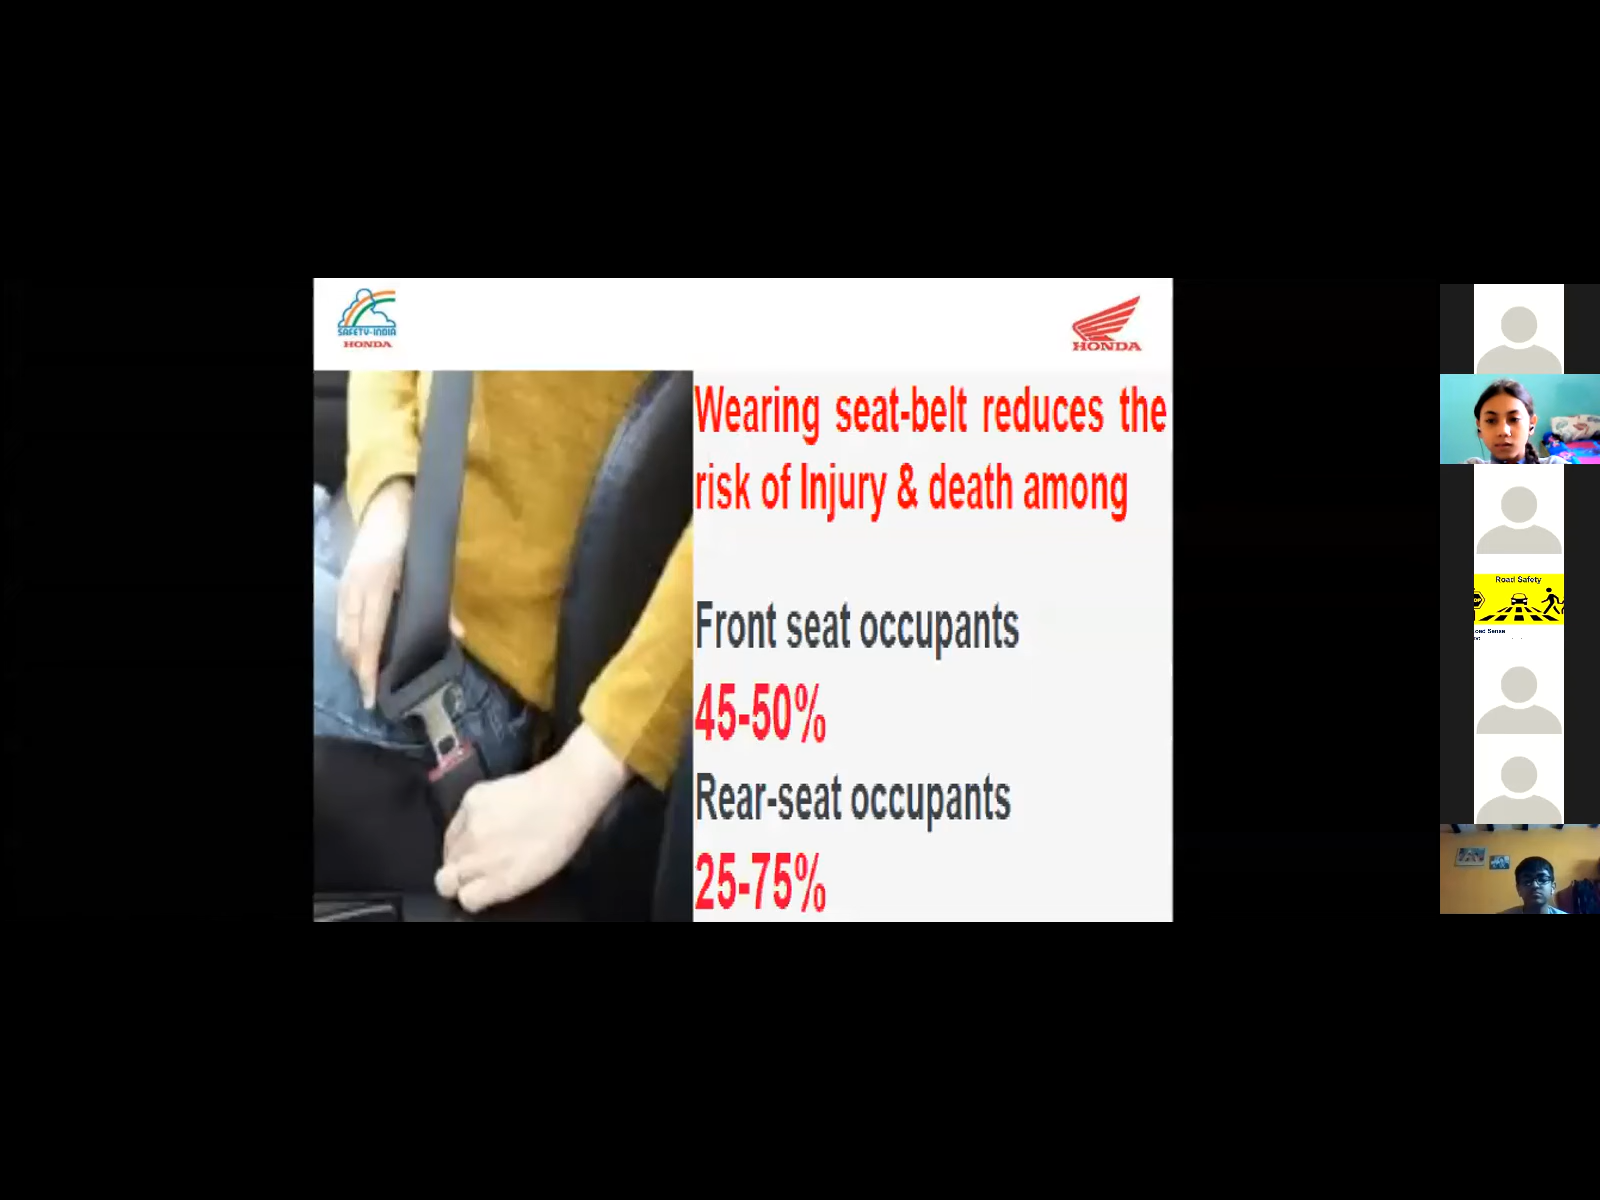 SAFETY-INDIA
HONDA
HONDA
Wearing seat-belt reduces the
risk of Injury & death among
Front seat occupants
45-50%
Rear-seat occupants
25-75%
Road Safety
Sense